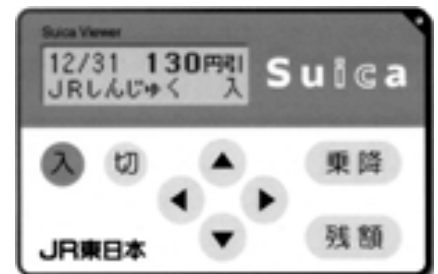 Suica Viewer
12/31 130円引
JRしんじゅく 入
Suica
入 切
乗降
JR東日本
残額